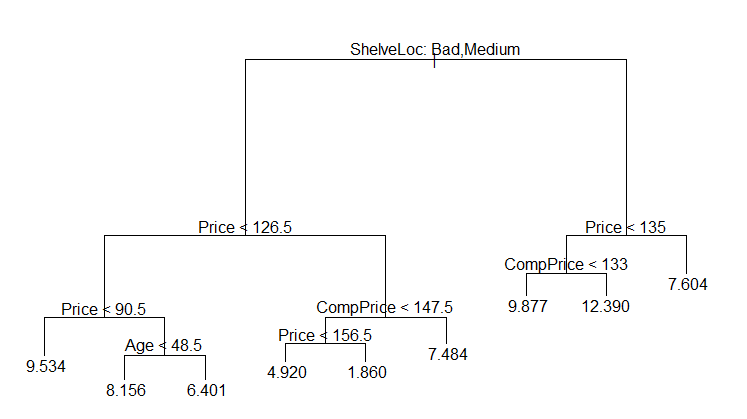 ShelveLoc: Bad,Medium
Price < 126.5
Price < 135
CompPrice < 133
7.604
9.877
12.390
Price < 90.5
CompPrice < 147.5
Price < 156.5
Age < 48.5
7.484
9.534
4.920
1.860
8.156
6.401